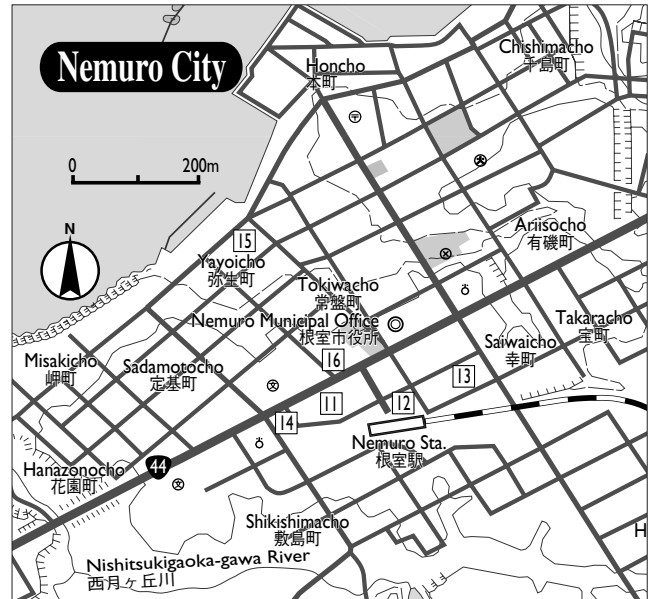 Nemuro City
Honcho
本町
Chishimacho
千島町
〒
0 200m
N
15
Yayoicho
弥生町
Ariisocho
有磯町
Tokiwacho
常盤町
Nemuro Municipal Office
根室市役所
Takaracho
宝町
Saiwaicho
幸町
Misakicho
岬町
Sadamotocho
定基町
16
13
文
11
12
14
Nemuro Sta.
根室駅
44
Hanazonocho
花園町
文
Shikishimacho
敷島町
H
Nishitsukigaoka-gawa River
西月ヶ丘川